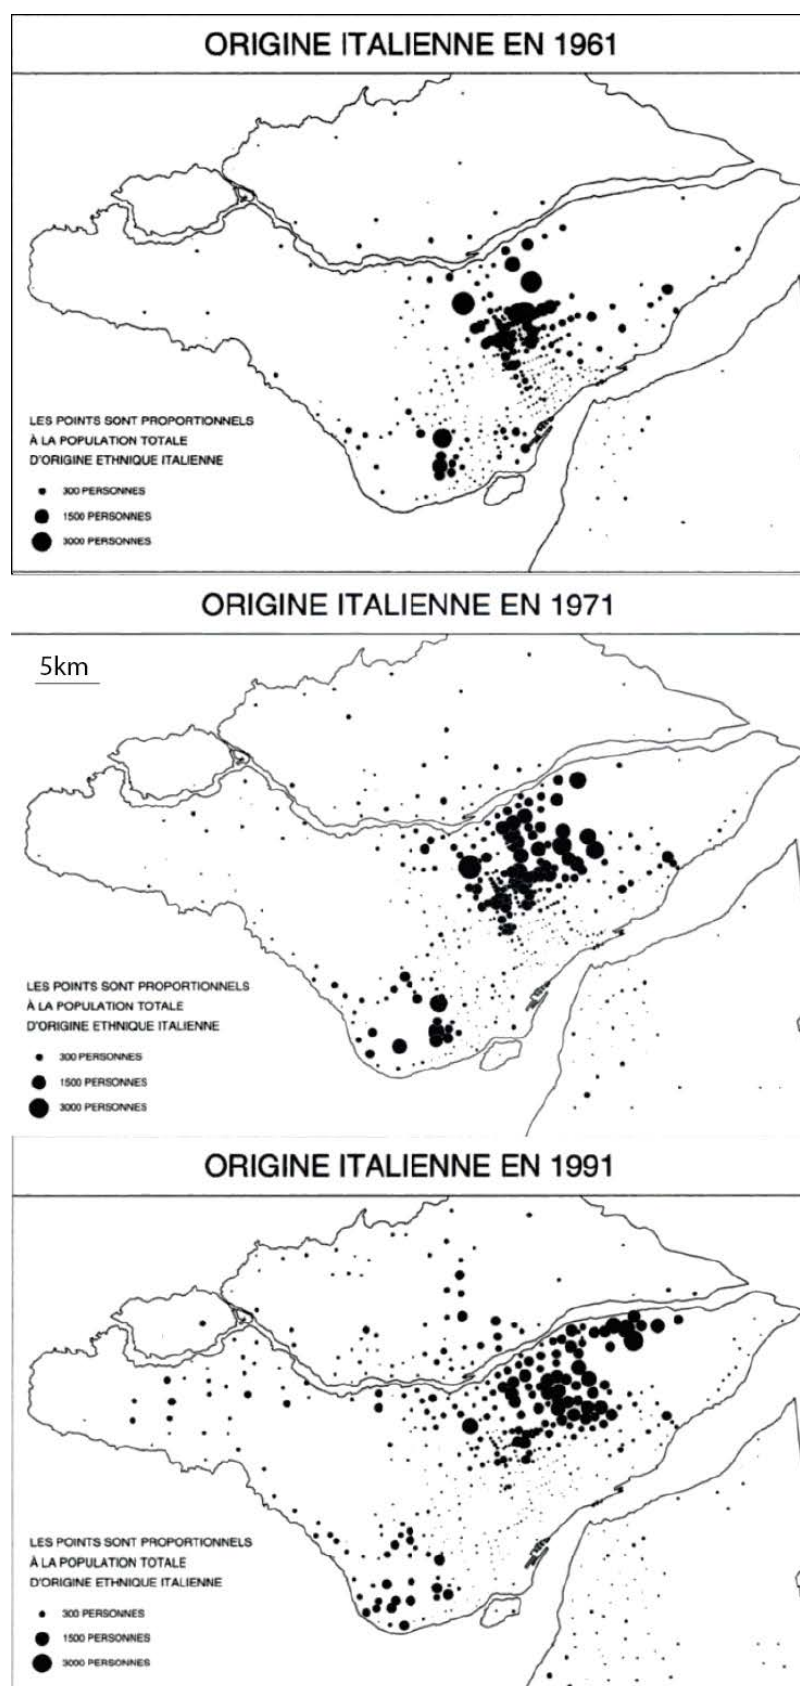 ORIGINE ITALIENNE EN 1961
LES POINTS SONT PROPORTIONNELS
À LA POPULATION TOTALE
D'ORIGINE ETHNIQUE ITALIENNE
300 PERSONNES
1500 PERSONNES
3000 PERSONNES
ORIGINE ITALIENNE EN 1971
5km
LES POINTS SONT PROPORTIONNELS
À LA POPULATION TOTALE
D'ORIGINE ETHNIQUE ITALIENNE
300 PERSONNES
1500 PERSONNES
3000 PERSONNES
ORIGINE ITALIENNE EN 1991
LES POINTS SONT PROPORTIONNELS
À LA POPULATION TOTALE
D'ORIGINE ETHNIQUE ITALIENNE
300 PERSONNES
1500 PERSONNES
3000 PERSONNES